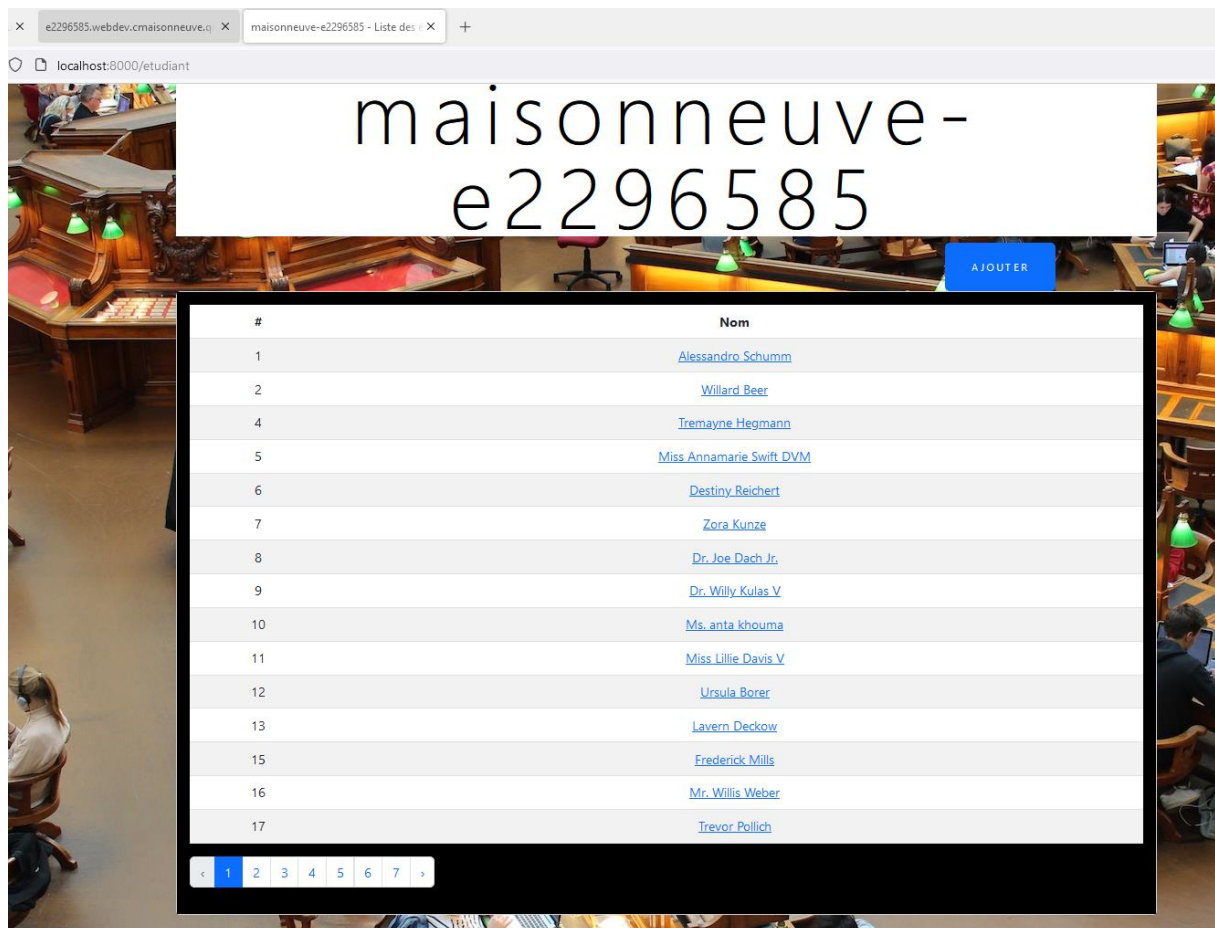 e2296585.webdev.cmaisonneuve.q
maisonneuve-e2296585 - Liste des
localhost:8000/etudiant
maisonneuve-
e2296585
AJOUTER
# Nom
1 Alessandro Schumm
2 Willard Beer
4 Tremayne Hegmann
5 Miss Annamarie Swift DVM
6 Destiny Reichert
7 Zora Kunze
8 Dr. Joe Dach Jr.
9 Dr. Willy Kulas V
10 Ms. anta khouma
11 Miss Lillie Davis V
12 Ursula Borer
13 Lavern Deckow
15 Frederick Mills
16 Mr. Willis Weber
17 Trevor Pollich
‹ 1 2 3 4 5 6 7 ›